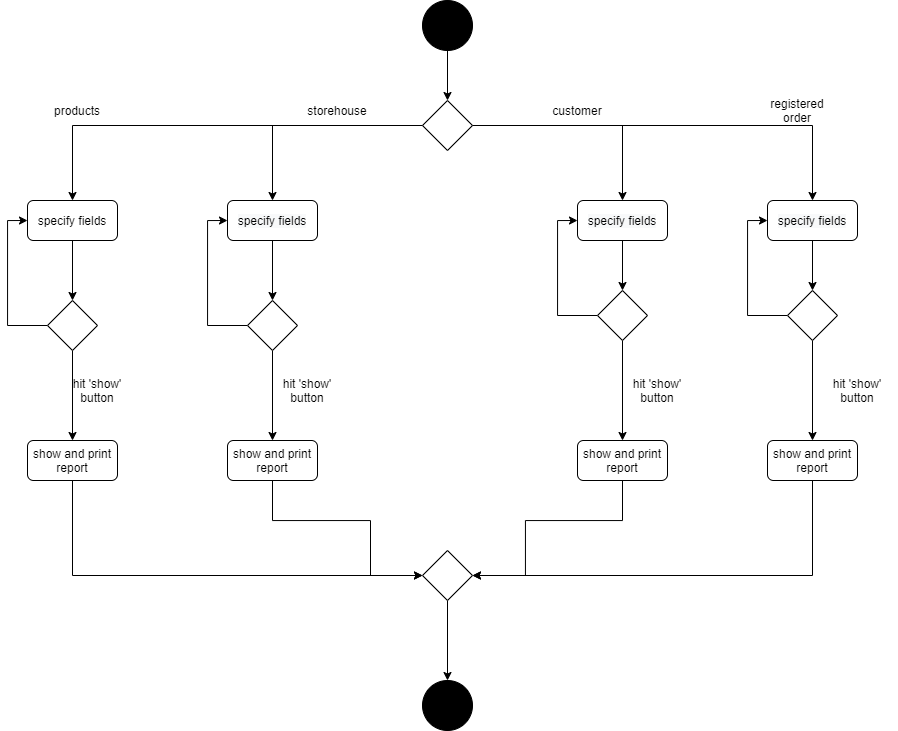 products
storehouse
customer
registered
order
specify fields
specify fields
specify fields
specify fields
hit 'show'
button
hit 'show'
button
hit 'show'
button
hit 'show'
button
show and print
report
show and print
report
show and print
report
show and print
report